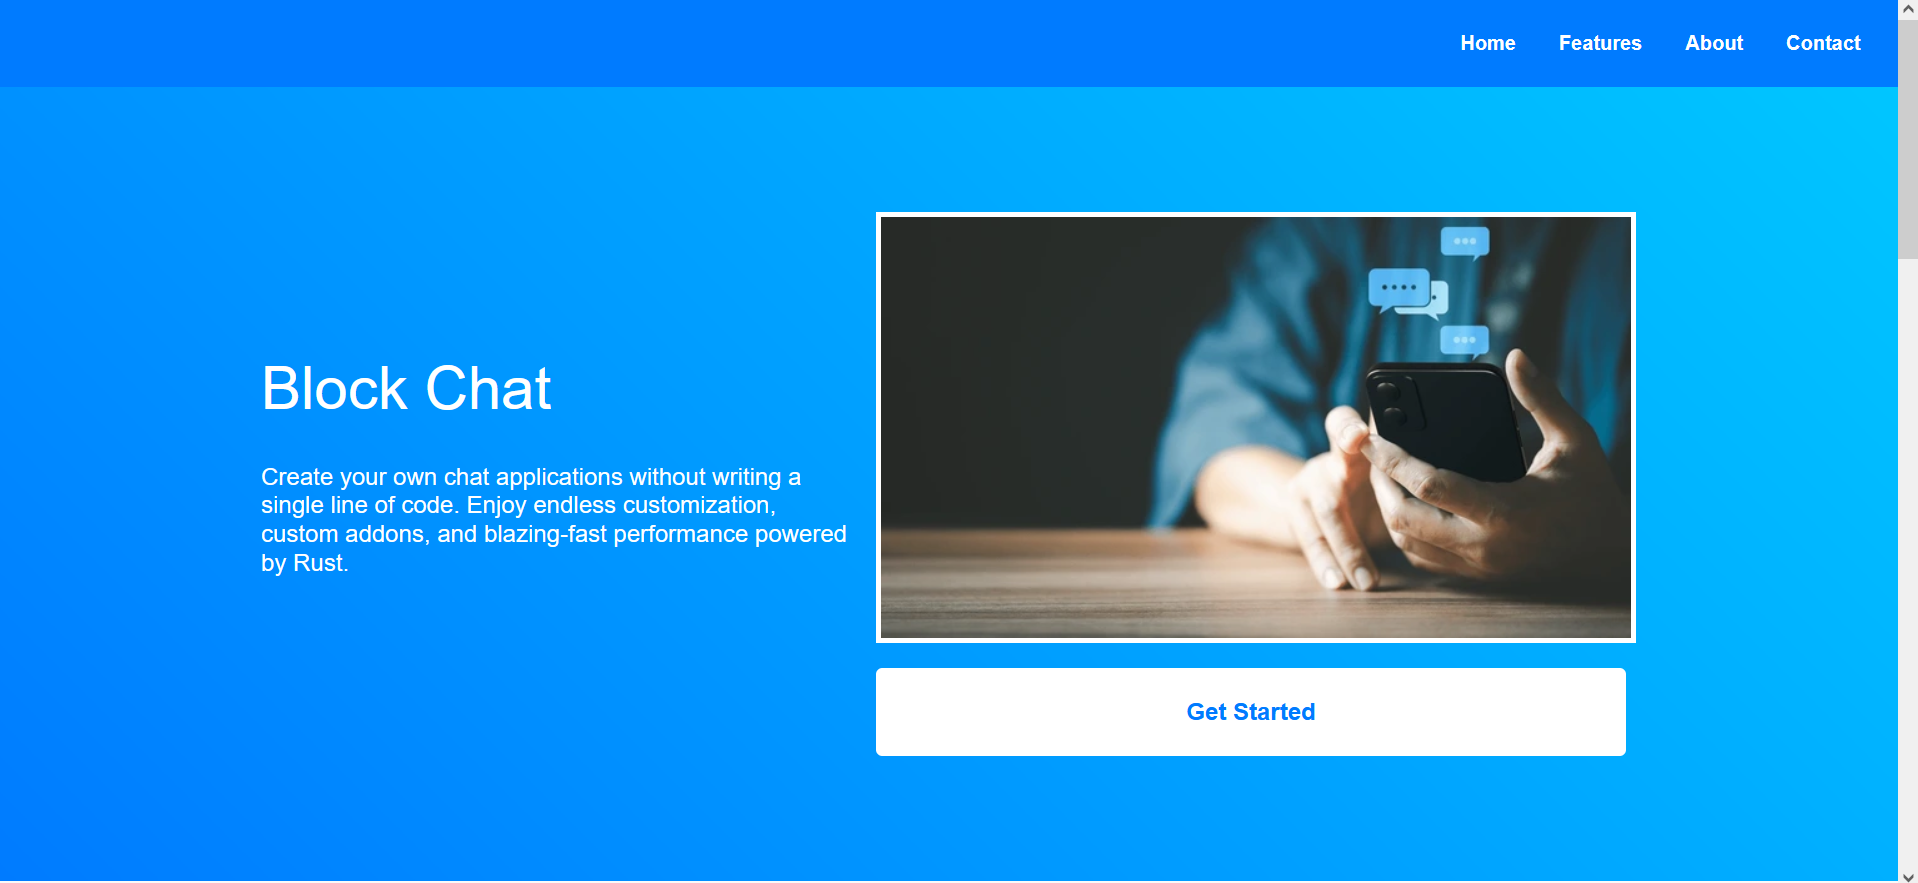 Home
Features
About
Contact
Block Chat
Create your own chat applications without writing a
single line of code. Enjoy endless customization,
custom addons, and blazing-fast performance powered
by Rust.
Get Started